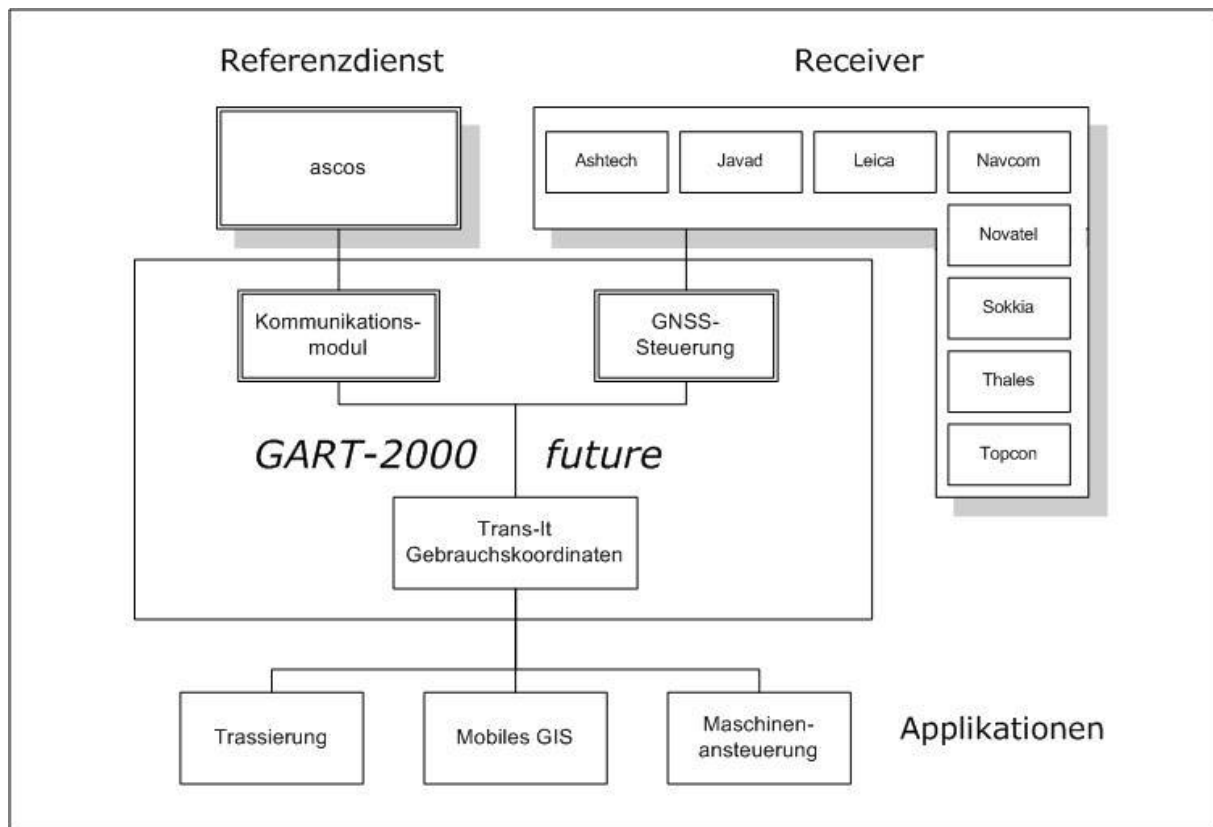 Referenzdienst
Receiver
ascos
Ashtech
Javad
Leica
Navcom
Novatel
Sokkia
Thales
Topcon
Kommunikations-
modul
GNSS-
Steuerung
GART-2000 future
Trans-It
Gebrauchskoordinaten
Trassierung
Mobiles GIS
Maschinen-
ansteuerung
Applikationen